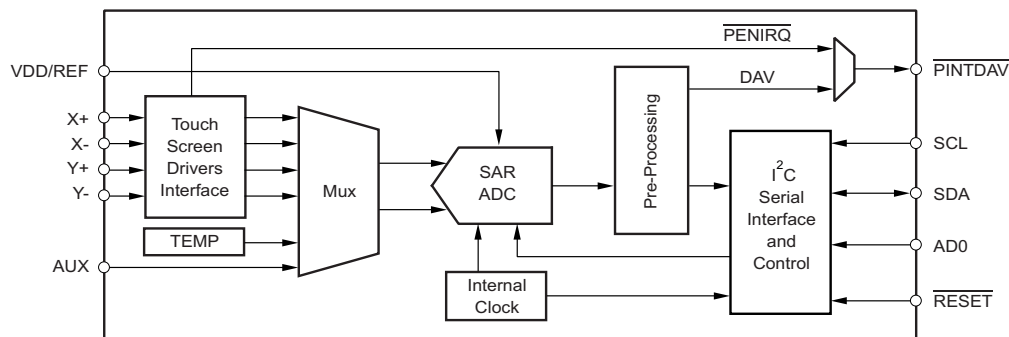 PENIRQ
VDD/REF
PINTDAV
DAV
X+
X-
Y+
Y-
Touch
Screen
Drivers
Interface
Mux
SAR
ADC
Pre-Processing
I²C
Serial
Interface
and
Control
SCL
SDA
AD0
RESET
TEMP
AUX
Internal
Clock